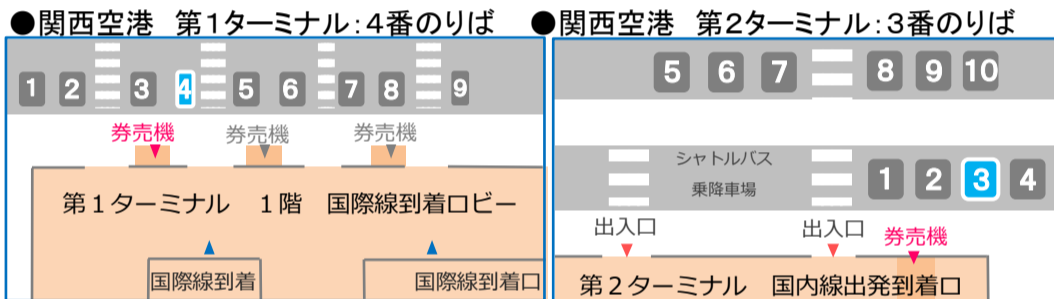 ●関西空港 第1ターミナル:4番のりば
1 2 3 4 5 6 7 8 9
券売機 券売機 券売機
第1ターミナル 1階 国際線到着ロビー
国際線到着 国際線到着口
●関西空港 第2ターミナル:3番のりば
5 6 7 8 9 10
シャトルバス
乗降車場
1 2 3 4
出入口 出入口 券売機
第2ターミナル 国内線出発到着口